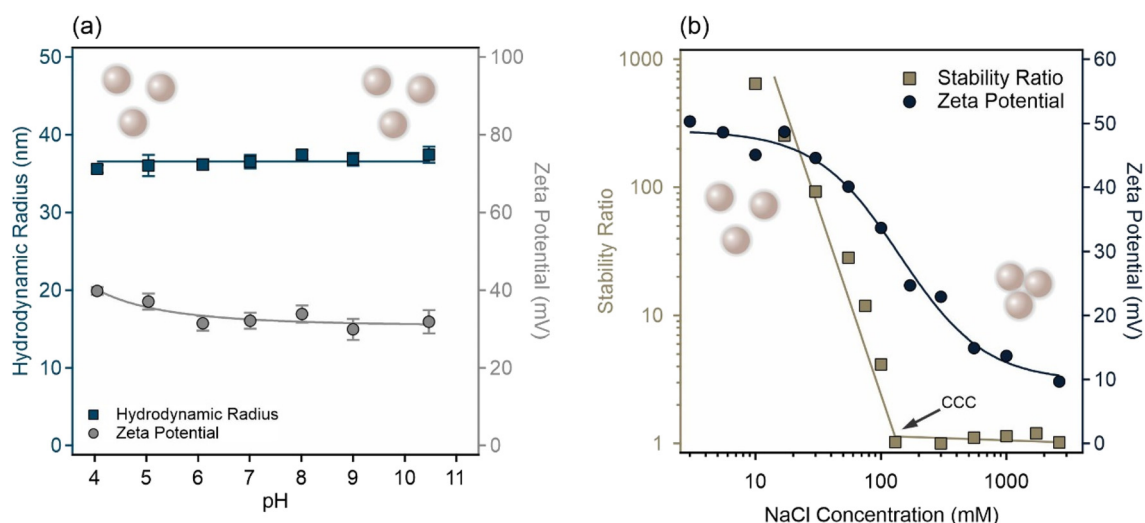 (a)
Hydrodynamic Radius (nm)
50
40
30
20
10
0
100
80
60
40
20
0
Zeta Potential (mV)
Hydrodynamic Radius
Zeta Potential
4 5 6 7 8 9 10 11
pH
(b)
Stability Ratio
1000
100
10
1
60
50
40
30
20
10
0
Zeta Potential (mV)
Stability Ratio
Zeta Potential
CCC
10 100 1000
NaCl Concentration (mM)